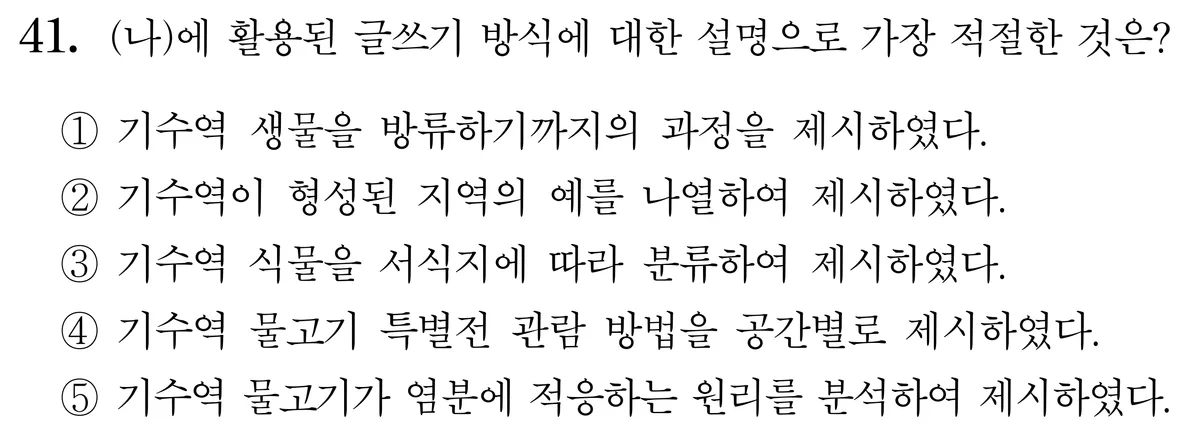 41. (나)에 활용된 글쓰기 방식에 대한 설명으로 가장 적절한 것은?
① 기수역 생물을 방류하기까지의 과정을 제시하였다.
② 기수역이 형성된 지역의 예를 나열하여 제시하였다.
③ 기수역 식물을 서식지에 따라 분류하여 제시하였다.
④ 기수역 물고기 특별전 관람 방법을 공간별로 제시하였다.
⑤ 기수역 물고기가 염분에 적응하는 원리를 분석하여 제시하였다.